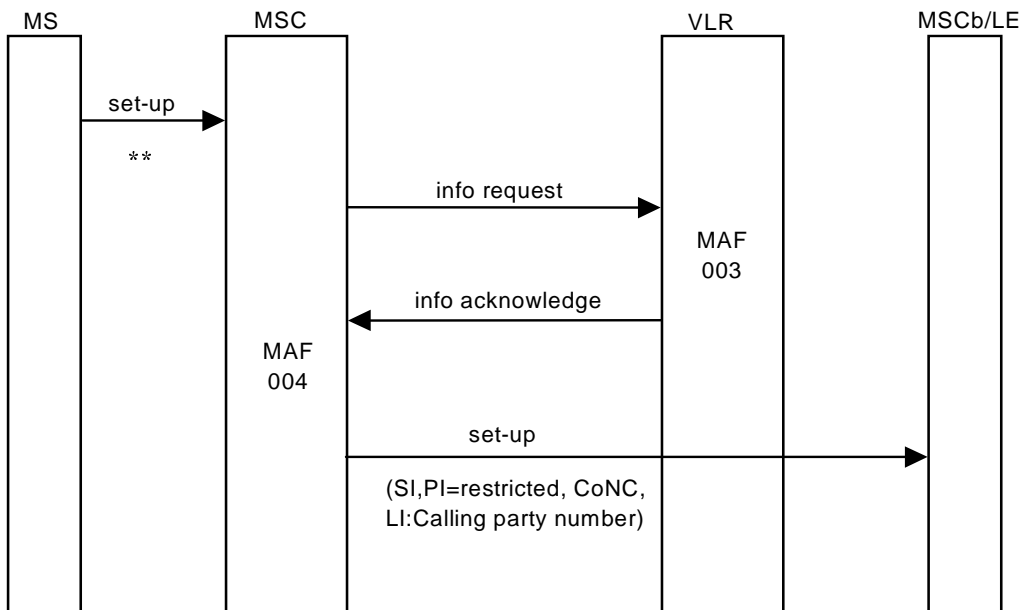 MS MSC VLR MSCb/LE
set-up
**
info request
MAF
003
info acknowledge
MAF
004
set-up
(SI,PI=restricted, CoNC,
LI:Calling party number)